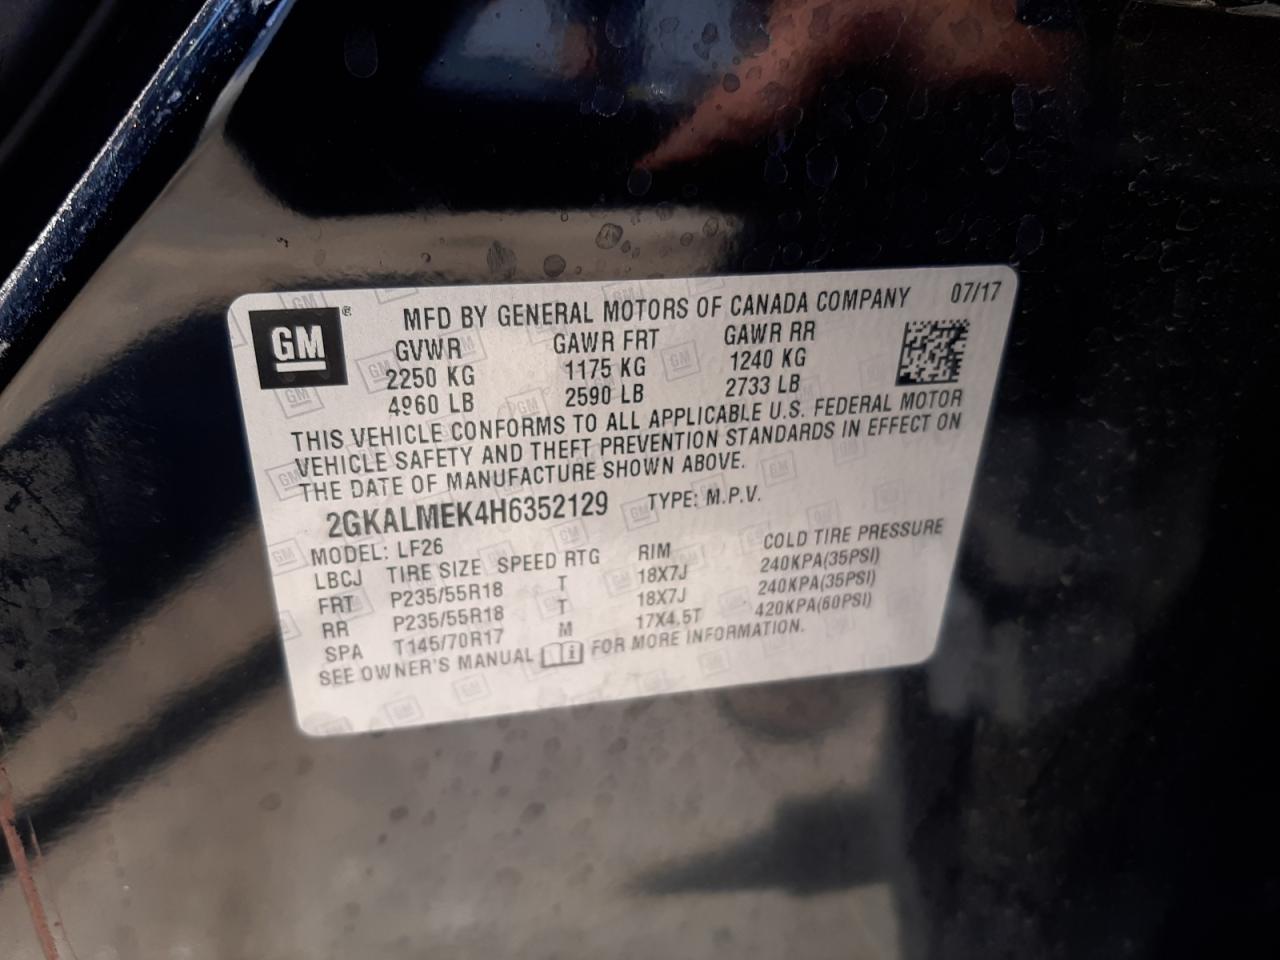 GM ® MFD BY GENERAL MOTORS OF CANADA COMPANY 07/17
GVWR GAWR FRT GAWR RR
2250 KG 1175 KG 1240 KG
4960 LB 2590 LB 2733 LB
THIS VEHICLE CONFORMS TO ALL APPLICABLE U.S. FEDERAL MOTOR
VEHICLE SAFETY AND THEFT PREVENTION STANDARDS IN EFFECT ON
THE DATE OF MANUFACTURE SHOWN ABOVE.
2GKALMEK4H6352129 TYPE: M.P.V.
MODEL: LF26
LBCJ TIRE SIZE SPEED RTG RIM COLD TIRE PRESSURE
FRT P235/55R18 T 18X7J 240KPA(35PSI)
RR P235/55R18 T 18X7J 240KPA(35PSI)
SPA T145/70R17 M 17X4.5T 420KPA(60PSI)
SEE OWNER'S MANUAL FOR MORE INFORMATION.